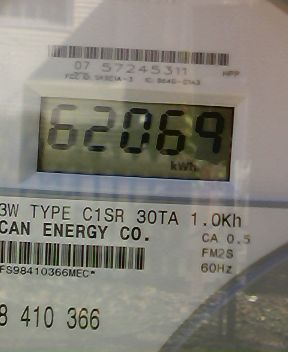 07 57245311
62069
kWh
3W TYPE C1SR 30TA 1.0Kh
CAN ENERGY CO.
CA 0.5
FM2S
60Hz
FS98410366MEC*
8 410 366